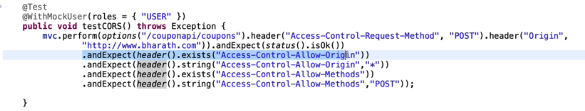 @Test
@WithMockUser(roles = { "USER" })
public void testCORS() throws Exception {
mvc.perform(options("/couponapi/coupons").header("Access-Control-Request-Method", "POST").header("Origin",
"http://www.bharath.com")).andExpect(status().isOk())
.andExpect(header().exists("Access-Control-Allow-Origin"))
.andExpect(header().string("Access-Control-Allow-Origin","*"))
.andExpect(header().exists("Access-Control-Allow-Methods"))
.andExpect(header().string("Access-Control-Allow-Methods","POST"));
}